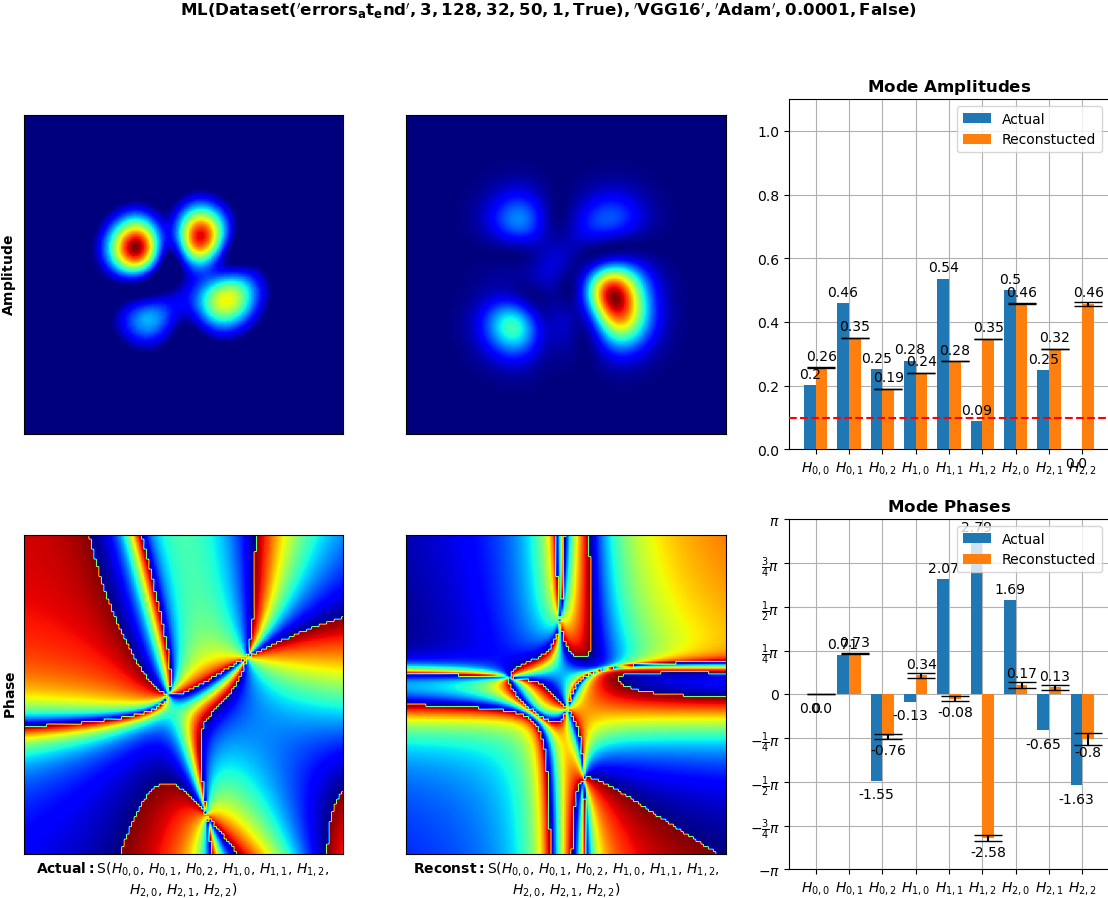 ML(Dataset('errors_at_end', 3, 128, 32, 50, 1, True), 'VGG16', 'Adam', 0.0001, False)
Mode Amplitudes
Actual
Reconstucted
Amplitude
1.0
0.8
0.6
0.4
0.2
0.0
0.2 0.26 0.46 0.35 0.25 0.19 0.28 0.24 0.54 0.28 0.09 0.35 0.5 0.46 0.25 0.32 0.0 0.46
H0,0 H0,1 H0,2 H1,0 H1,1 H1,2 H2,0 H2,1 H2,2
Mode Phases
Actual
Reconstucted
Phase
π
3/4π
1/2π
1/4π
0
−1/4π
−1/2π
−3/4π
−π
0.0 0.0 0.71 0.73 -1.55 -0.76 -0.13 0.34 2.07 -0.08 2.79 -2.58 1.69 0.17 -0.65 0.13 -1.63 -0.8
H0,0 H0,1 H0,2 H1,0 H1,1 H1,2 H2,0 H2,1 H2,2
Actual: S(H0,0, H0,1, H0,2, H1,0, H1,1, H1,2,
H2,0, H2,1, H2,2)
Reconst: S(H0,0, H0,1, H0,2, H1,0, H1,1, H1,2,
H2,0, H2,1, H2,2)